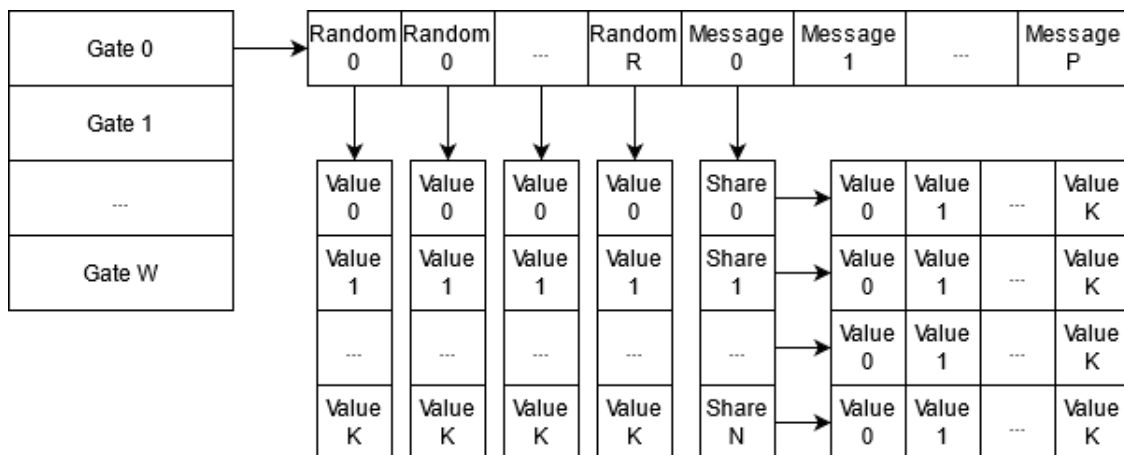 Gate 0
Random 0 Random 0 ... Random R Message 0 Message 1 ... Message P
Gate 1
...
Gate W
Value 0 Value 0 Value 0 Value 0 Share 0 Value 0 Value 1 ... Value K
Value 1 Value 1 Value 1 Value 1 Share 1 Value 0 Value 1 ... Value K
... ... ... ... ... Value 0 Value 1 ... Value K
Value K Value K Value K Value K Share N Value 0 Value 1 ... Value K